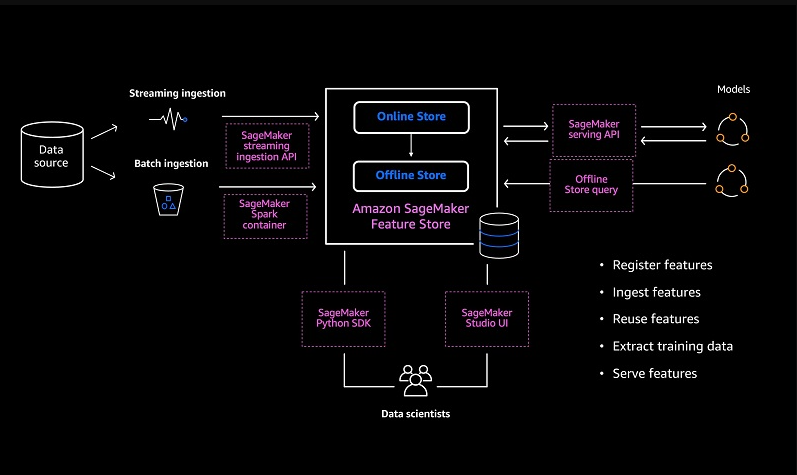 Streaming ingestion
Models
Data
source
SageMaker
streaming
ingestion API
Online Store
SageMaker
serving API
Batch ingestion
Offline Store
Offline
Store query
SageMaker
Spark
container
Amazon SageMaker
Feature Store
• Register features
• Ingest features
• Reuse features
• Extract training data
• Serve features
SageMaker
Python SDK
SageMaker
Studio UI
Data scientists